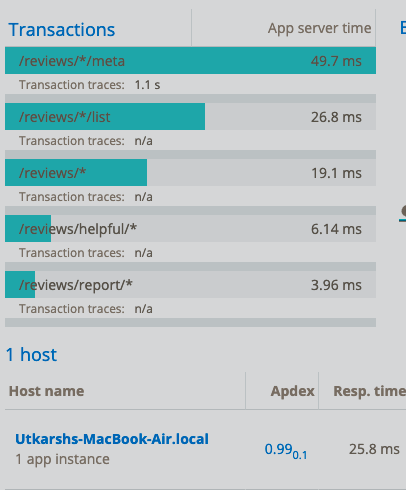 Transactions App server time
/reviews/*/meta 49.7 ms
Transaction traces: 1.1 s
/reviews/*/list 26.8 ms
Transaction traces: n/a
/reviews/* 19.1 ms
Transaction traces: n/a
/reviews/helpful/* 6.14 ms
Transaction traces: n/a
/reviews/report/* 3.96 ms
Transaction traces: n/a
1 host
Host name Apdex Resp. time
Utkarshs-MacBook-Air.local 0.99 0.1 25.8 ms
1 app instance